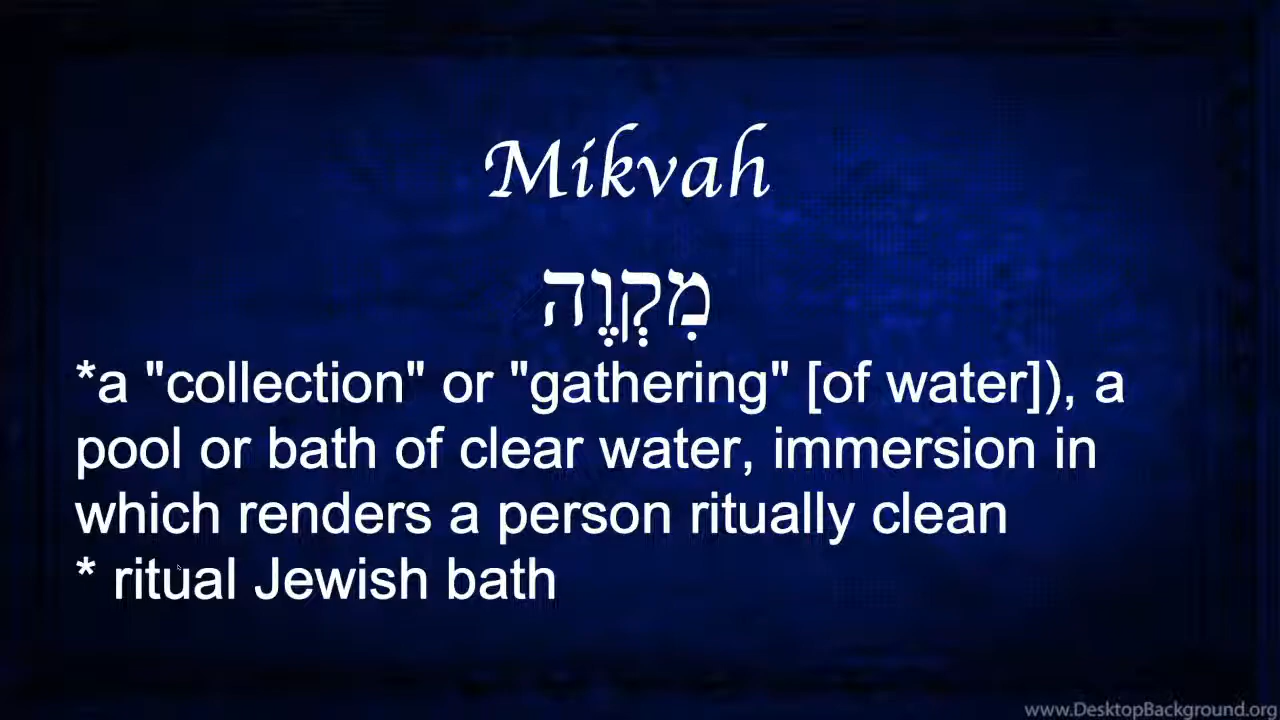 Mikvah
מִקְוֶה
*a "collection" or "gathering" [of water]), a
pool or bath of clear water, immersion in
which renders a person ritually clean
* ritual Jewish bath
www.DesktopBackground.org